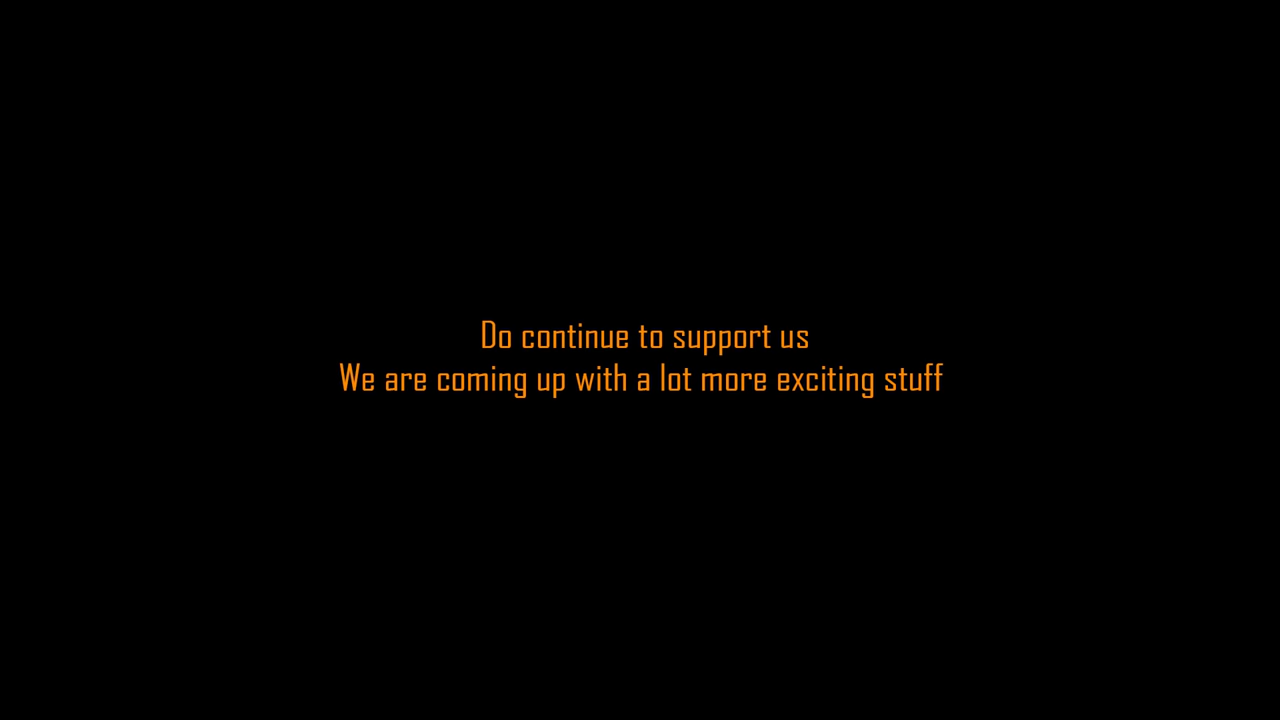 Do continue to support us
We are coming up with a lot more exciting stuff